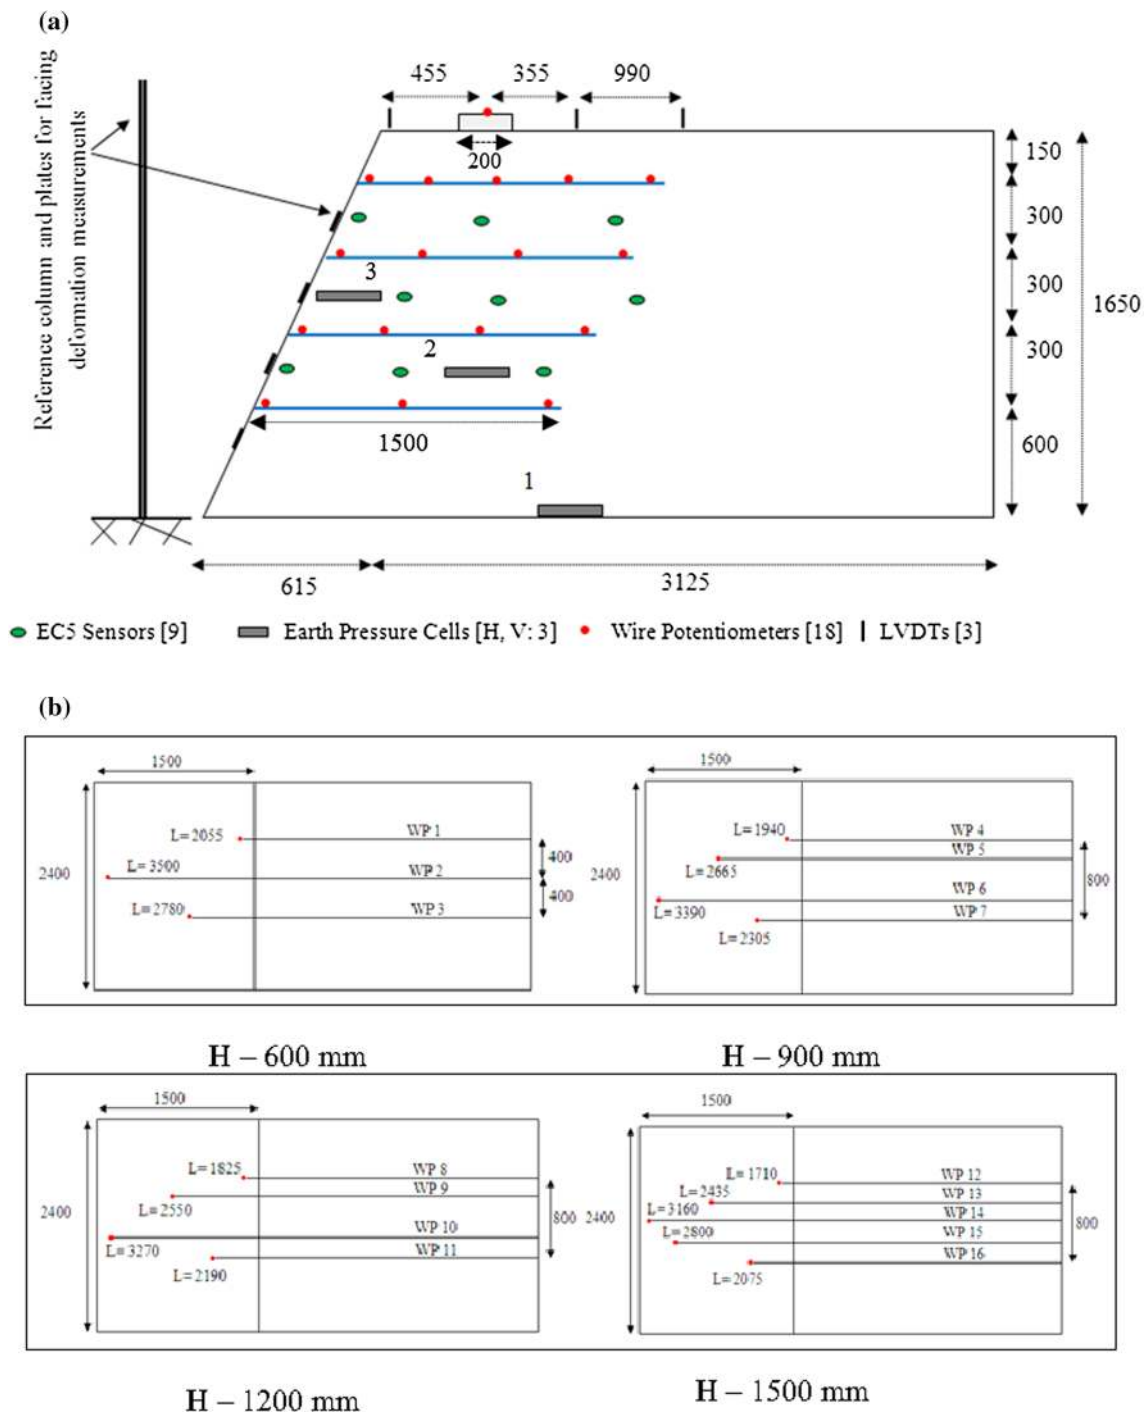 (a)
Reference column and plates for facing
deformation measurements
455
355
990
200
150
300
300
300
600
1650
3
2
1500
1
615
3125
EC5 Sensors [9]
Earth Pressure Cells [H, V: 3]
Wire Potentiometers [18]
LVDTs [3]
(b)
1500
2400
L=2055
WP 1
L=3500
WP 2
L=2780
WP 3
400
400
H – 600 mm
1500
2400
L=1940
WP 4
L=2665
WP 5
L=3390
WP 6
L=2305
WP 7
800
H – 900 mm
1500
2400
L=1825
WP 8
L=2550
WP 9
L=3270
WP 10
L=2190
WP 11
800
H – 1200 mm
1500
2400
L=1710
WP 12
L=2435
WP 13
L=3160
WP 14
L=2800
WP 15
L=2075
WP 16
800
H – 1500 mm